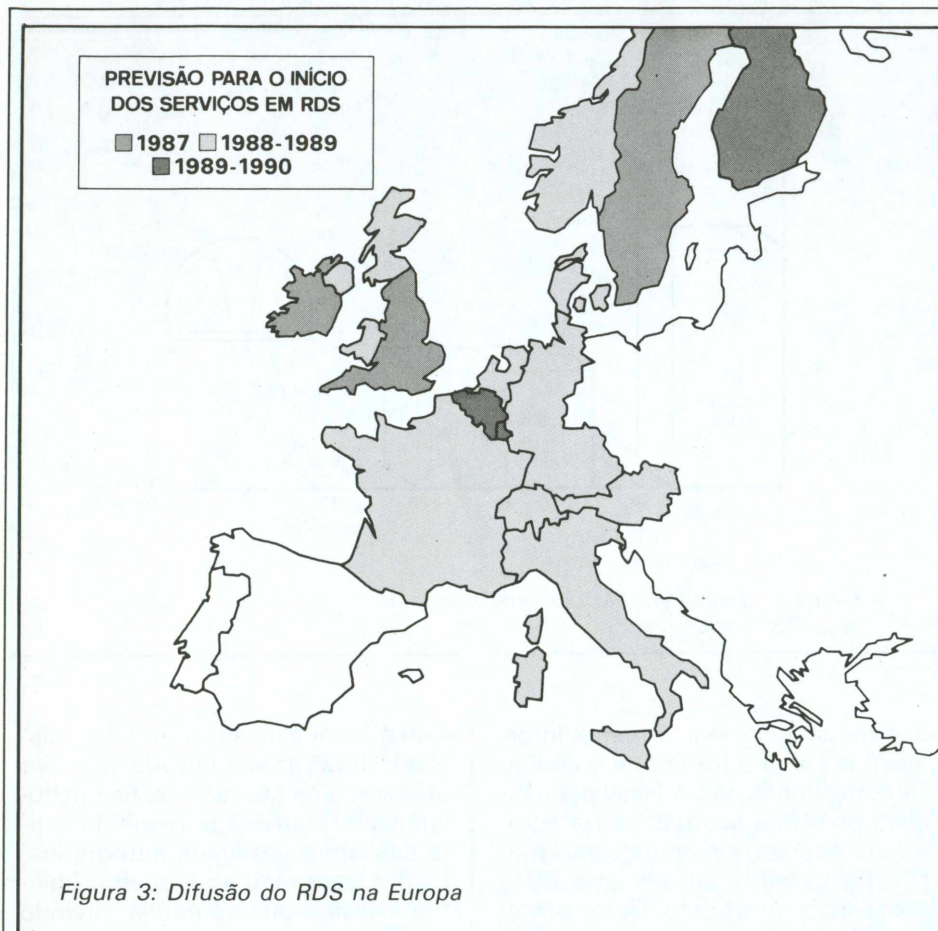 PREVISÃO PARA O INÍCIO
DOS SERVIÇOS EM RDS
1987 1988-1989
1989-1990
Figura 3: Difusão do RDS na Europa